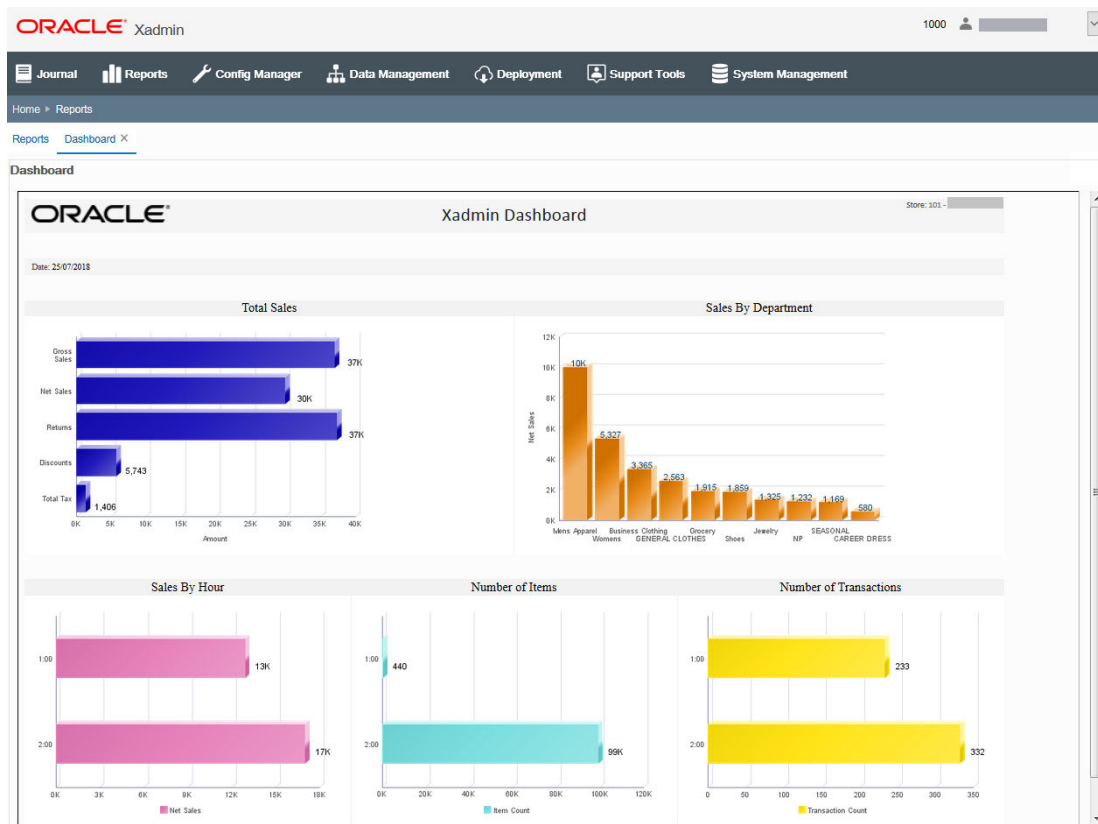 ORACLE® Xadmin
1000
Journal Reports Config Manager Data Management Deployment Support Tools System Management
Home Reports
Reports Dashboard ×
Dashboard
ORACLE®
Xadmin Dashboard
Store: 101 -
Date: 25/07/2018
Total Sales
Gross
Sales
37K
Net Sales
30K
Returns
37K
Discounts
5,743
Total Tax
1,406
0K 5K 10K 15K 20K 25K 30K 35K 40K
Amount
Sales By Department
12K
10K
8K
6K
4K
2K
0K
Net Sales
10K 5,327 3,365 2,563 1,915 1,859 1,325 1,232 1,169 580
Mens Apparel Business Clothing Grocery Jewelry SEASONAL
Womens GENERAL CLOTHES Shoes NP CAREER DRESS
Sales By Hour
1:00
13K
2:00
17K
0K 3K 6K 9K 12K 15K 18K
Net Sales
Number of Items
1:00
440
2:00
99K
0K 20K 40K 60K 80K 100K 120K
Item Count
Number of Transactions
1:00
233
2:00
332
0 50 100 150 200 250 300 350
Transaction Count